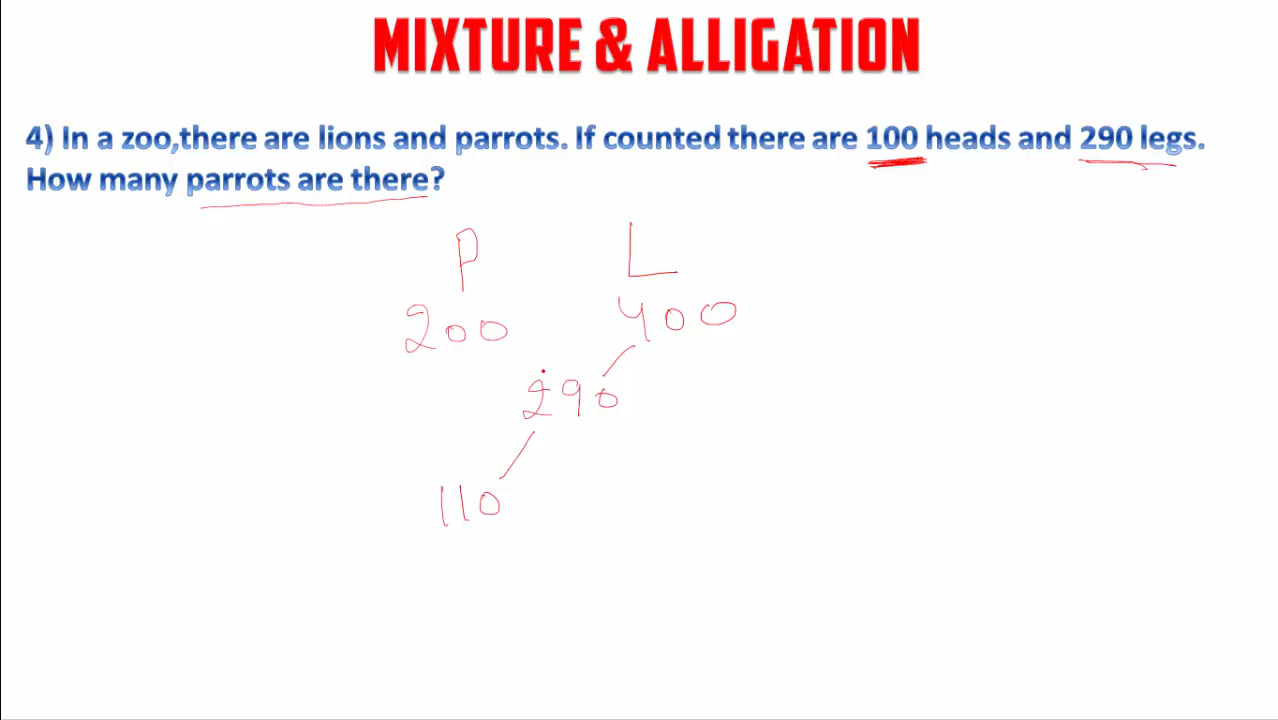 MIXTURE & ALLIGATION
4) In a zoo,there are lions and parrots. If counted there are 100 heads and 290 legs.
How many parrots are there?
P L
200 400
290
110